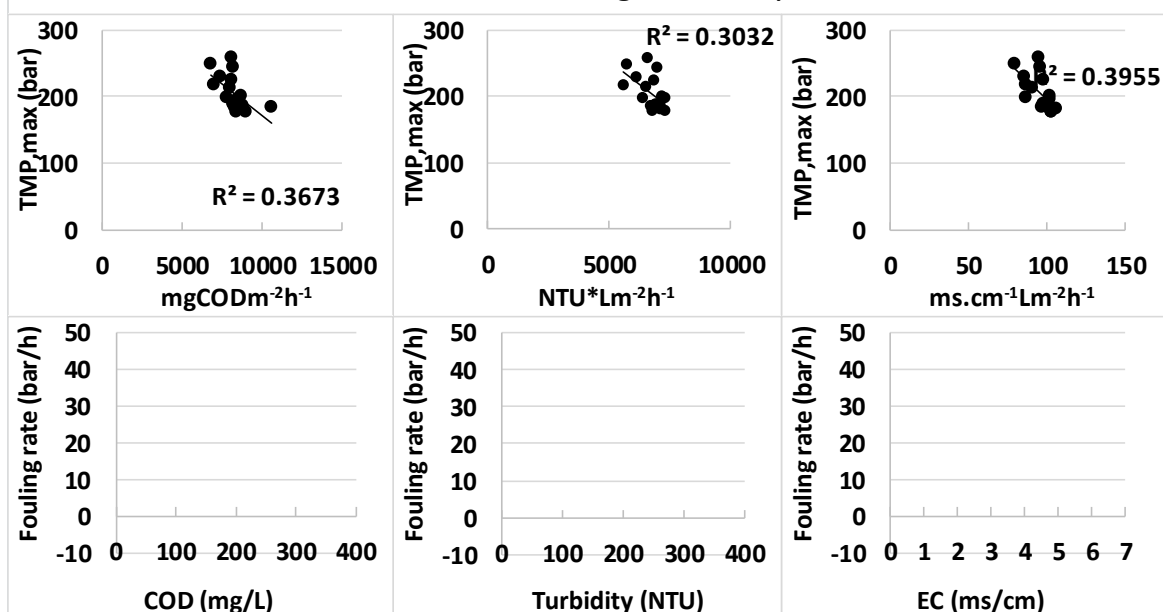 TMP,max (bar)
300
200
100
0
R² = 0.3673
0 5000 10000 15000
mgCODm⁻²h⁻¹
TMP,max (bar)
300
200
100
0
R² = 0.3032
0 5000 10000
NTU*Lm⁻²h⁻¹
TMP,max (bar)
300
200
100
0
R² = 0.3955
0 50 100 150
ms.cm⁻¹Lm⁻²h⁻¹
Fouling rate (bar/h)
50
40
30
20
10
0
-10
0 100 200 300 400
COD (mg/L)
Fouling rate (bar/h)
50
40
30
20
10
0
-10
0 100 200 300 400
Turbidity (NTU)
Fouling rate (bar/h)
50
40
30
20
10
0
-10
0 1 2 3 4 5 6 7
EC (ms/cm)